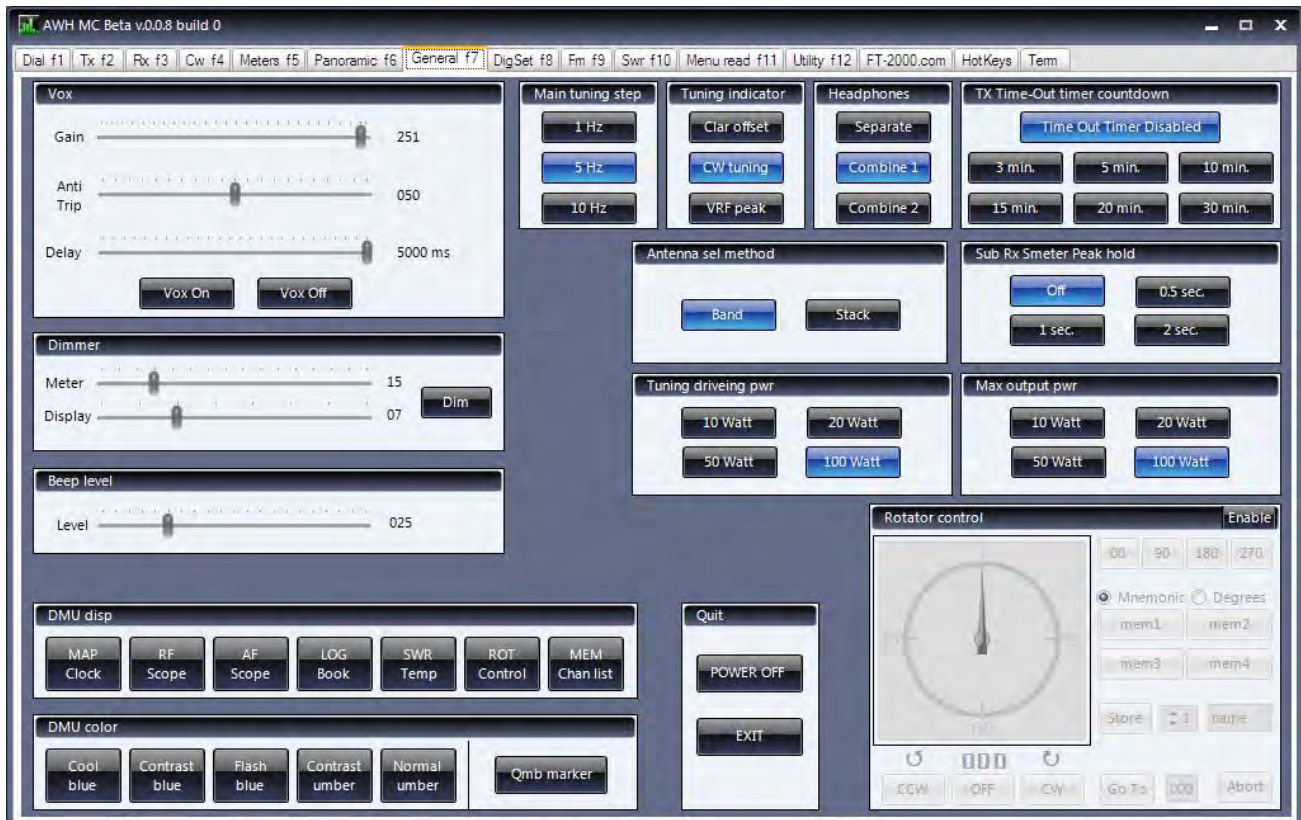 AWH MC Beta v.0.0.8 build 0
Dial f1 Tx f2 Rx f3 Cw f4 Meters f5 Panoramic f6 General f7 DigSet f8 Fm f9 Swr f10 Menu read f11 Utility f12 FT-2000.com HotKeys Term
Vox
Gain 251
Anti
Trip 050
Delay 5000 ms
Vox On Vox Off
Main tuning step
1 Hz
5 Hz
10 Hz
Tuning indicator
Clar offset
CW tuning
VRF peak
Headphones
Separate
Combine 1
Combine 2
TX Time-Out timer countdown
Time Out Timer Disabled
3 min. 5 min. 10 min.
15 min. 20 min. 30 min.
Antenna sel method
Band Stack
Sub Rx Smeter Peak hold
Off 0.5 sec.
1 sec. 2 sec.
Dimmer
Meter 15
Display 07
Dim
Tuning driveing pwr
10 Watt 20 Watt
50 Watt 100 Watt
Max output pwr
10 Watt 20 Watt
50 Watt 100 Watt
Beep level
Level 025
Rotator control Enable
00 90 180 270
Mnemonic Degrees
mem1 mem2
mem3 mem4
Store 1 name
CCW OFF CW Go To 000 Abort
DMU disp
MAP
Clock
RF
Scope
AF
Scope
LOG
Book
SWR
Temp
ROT
Control
MEM
Chan list
Quit
POWER OFF
EXIT
DMU color
Cool
blue
Contrast
blue
Flash
blue
Contrast
umber
Normal
umber
Qmb marker